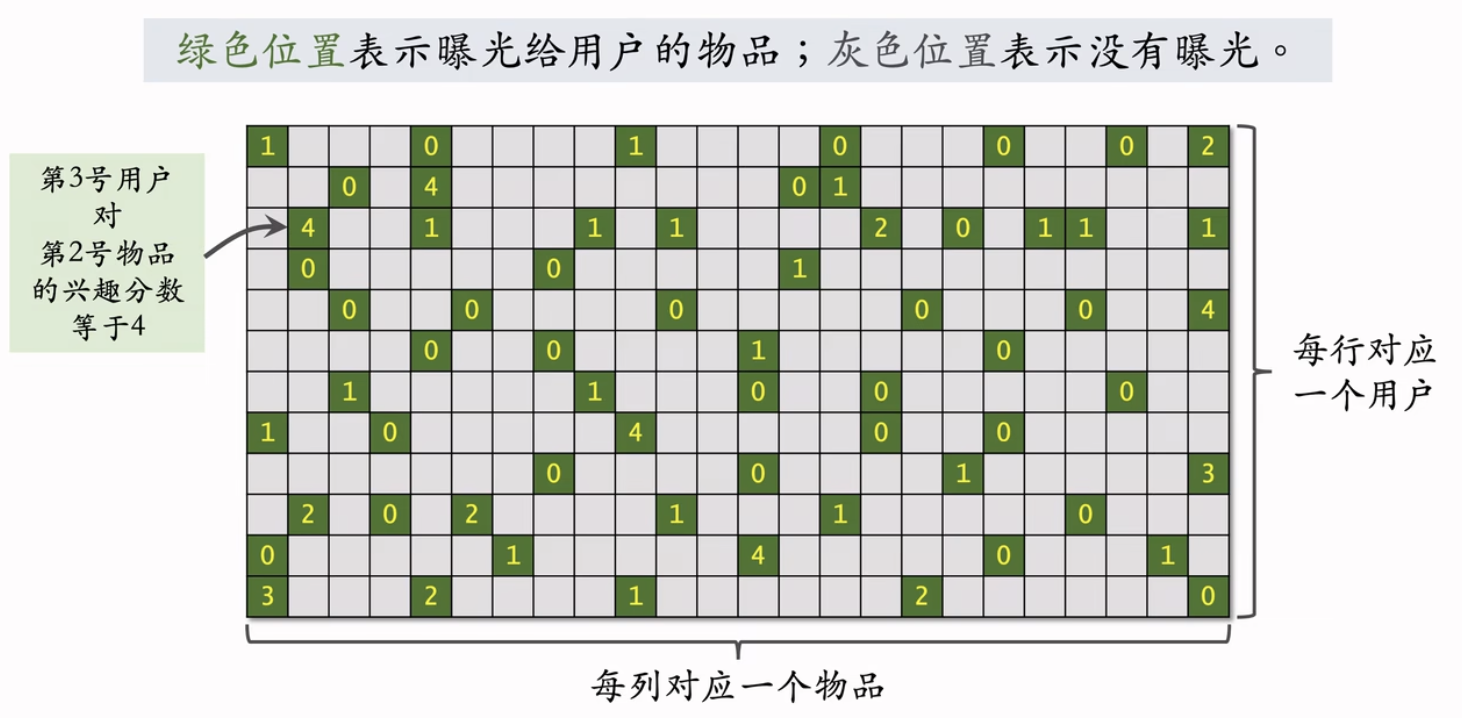 绿色位置表示曝光给用户的物品；灰色位置表示没有曝光。
第3号用户
对
第2号物品
的兴趣分数
等于4
1 0 1 0 0 0 2
0 4 0 1
4 1 1 1 2 0 1 1 1
0 0 1
0 0 0 0 0 4
0 0 1 0
1 1 0 0 0
1 0 4 0 0
0 0 1 3
2 0 2 1 1 0
0 1 4 0 1
3 2 1 2 0
每行对应
一个用户
每列对应一个物品